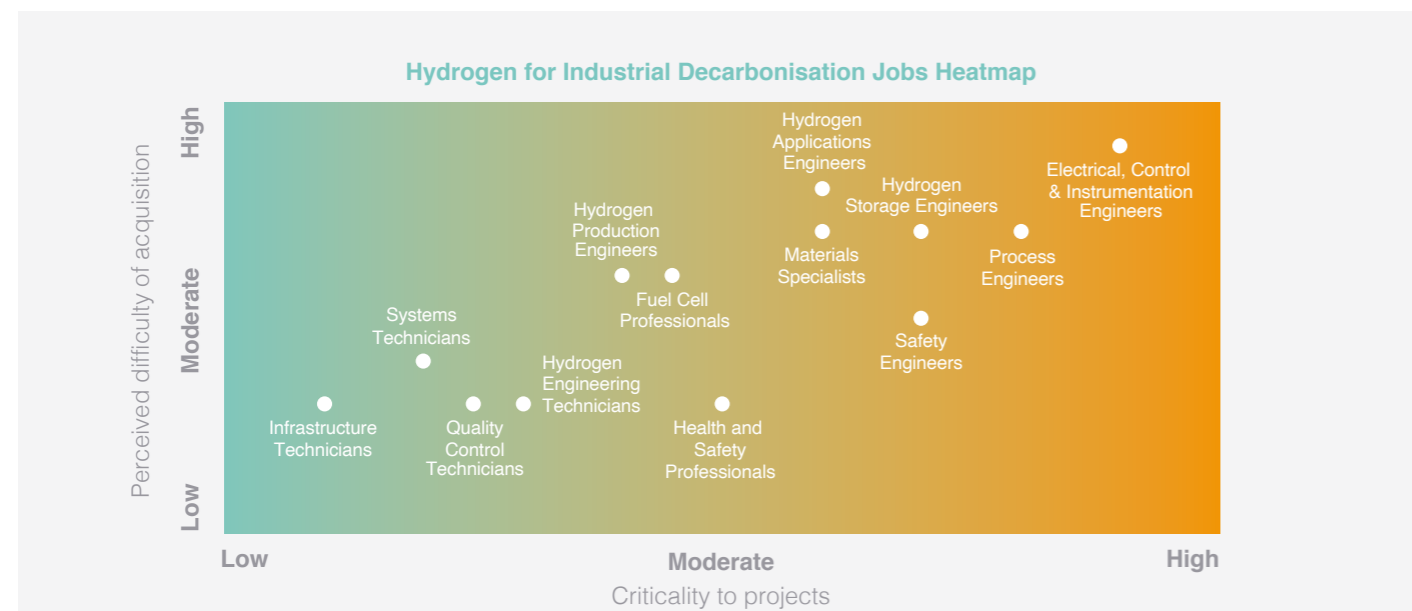 Hydrogen for Industrial Decarbonisation Jobs Heatmap
Perceived difficulty of acquisition
High
Moderate
Low
Hydrogen
Applications
Engineers
Electrical, Control
& Instrumentation
Engineers
Hydrogen
Storage Engineers
Hydrogen
Production
Engineers
Materials
Specialists
Process
Engineers
Fuel Cell
Professionals
Systems
Technicians
Safety
Engineers
Hydrogen
Engineering
Technicians
Infrastructure
Technicians
Quality
Control
Technicians
Health and
Safety
Professionals
Low
Moderate
High
Criticality to projects